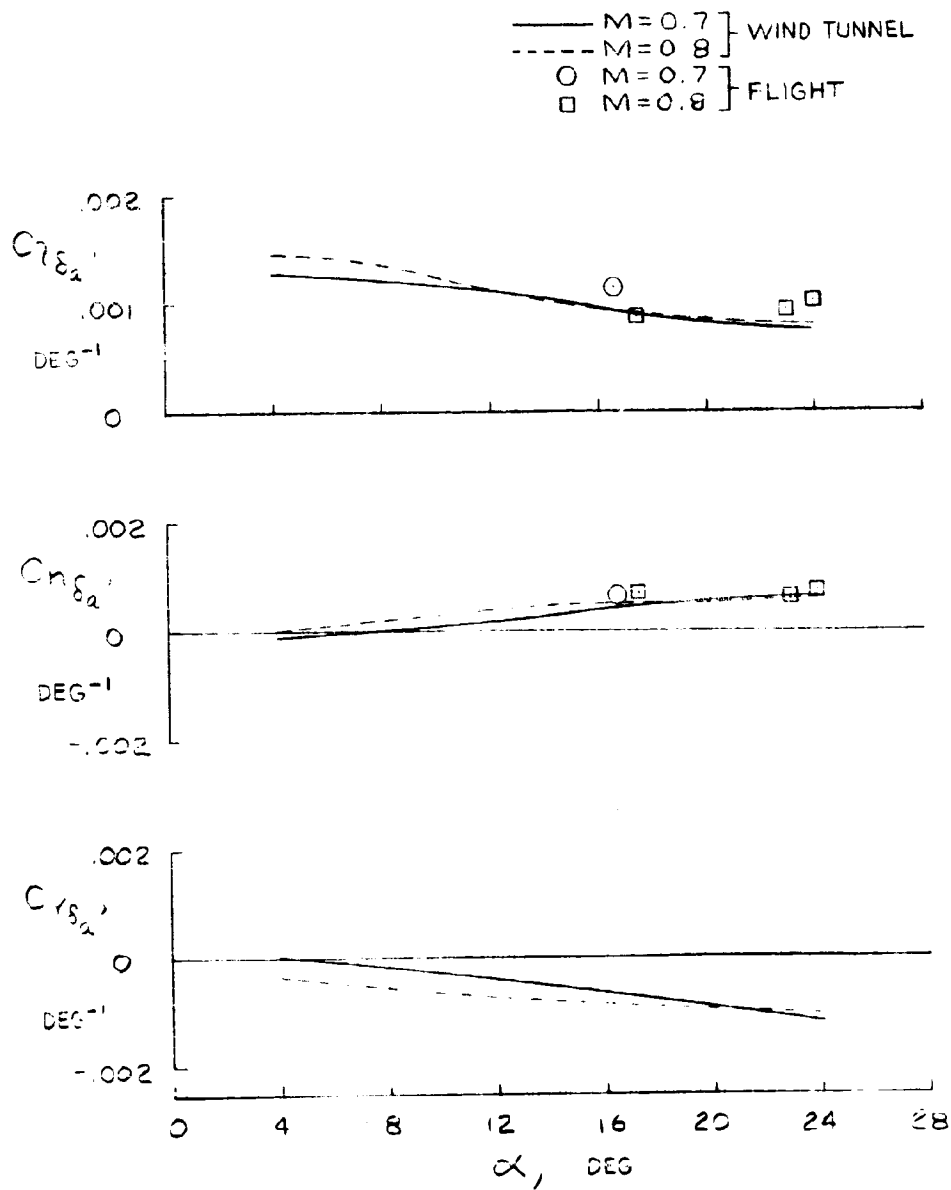 M = 0.7
M = 0 8
WIND TUNNEL
M = 0.7
M = 0.8
FLIGHT
.002
Clδa'
.001
DEG⁻¹
0
.002
Cnδa'
0
DEG⁻¹
-.002
.002
CYδa'
0
DEG⁻¹
-.002
0 4 8 12 16 20 24 28
α, DEG